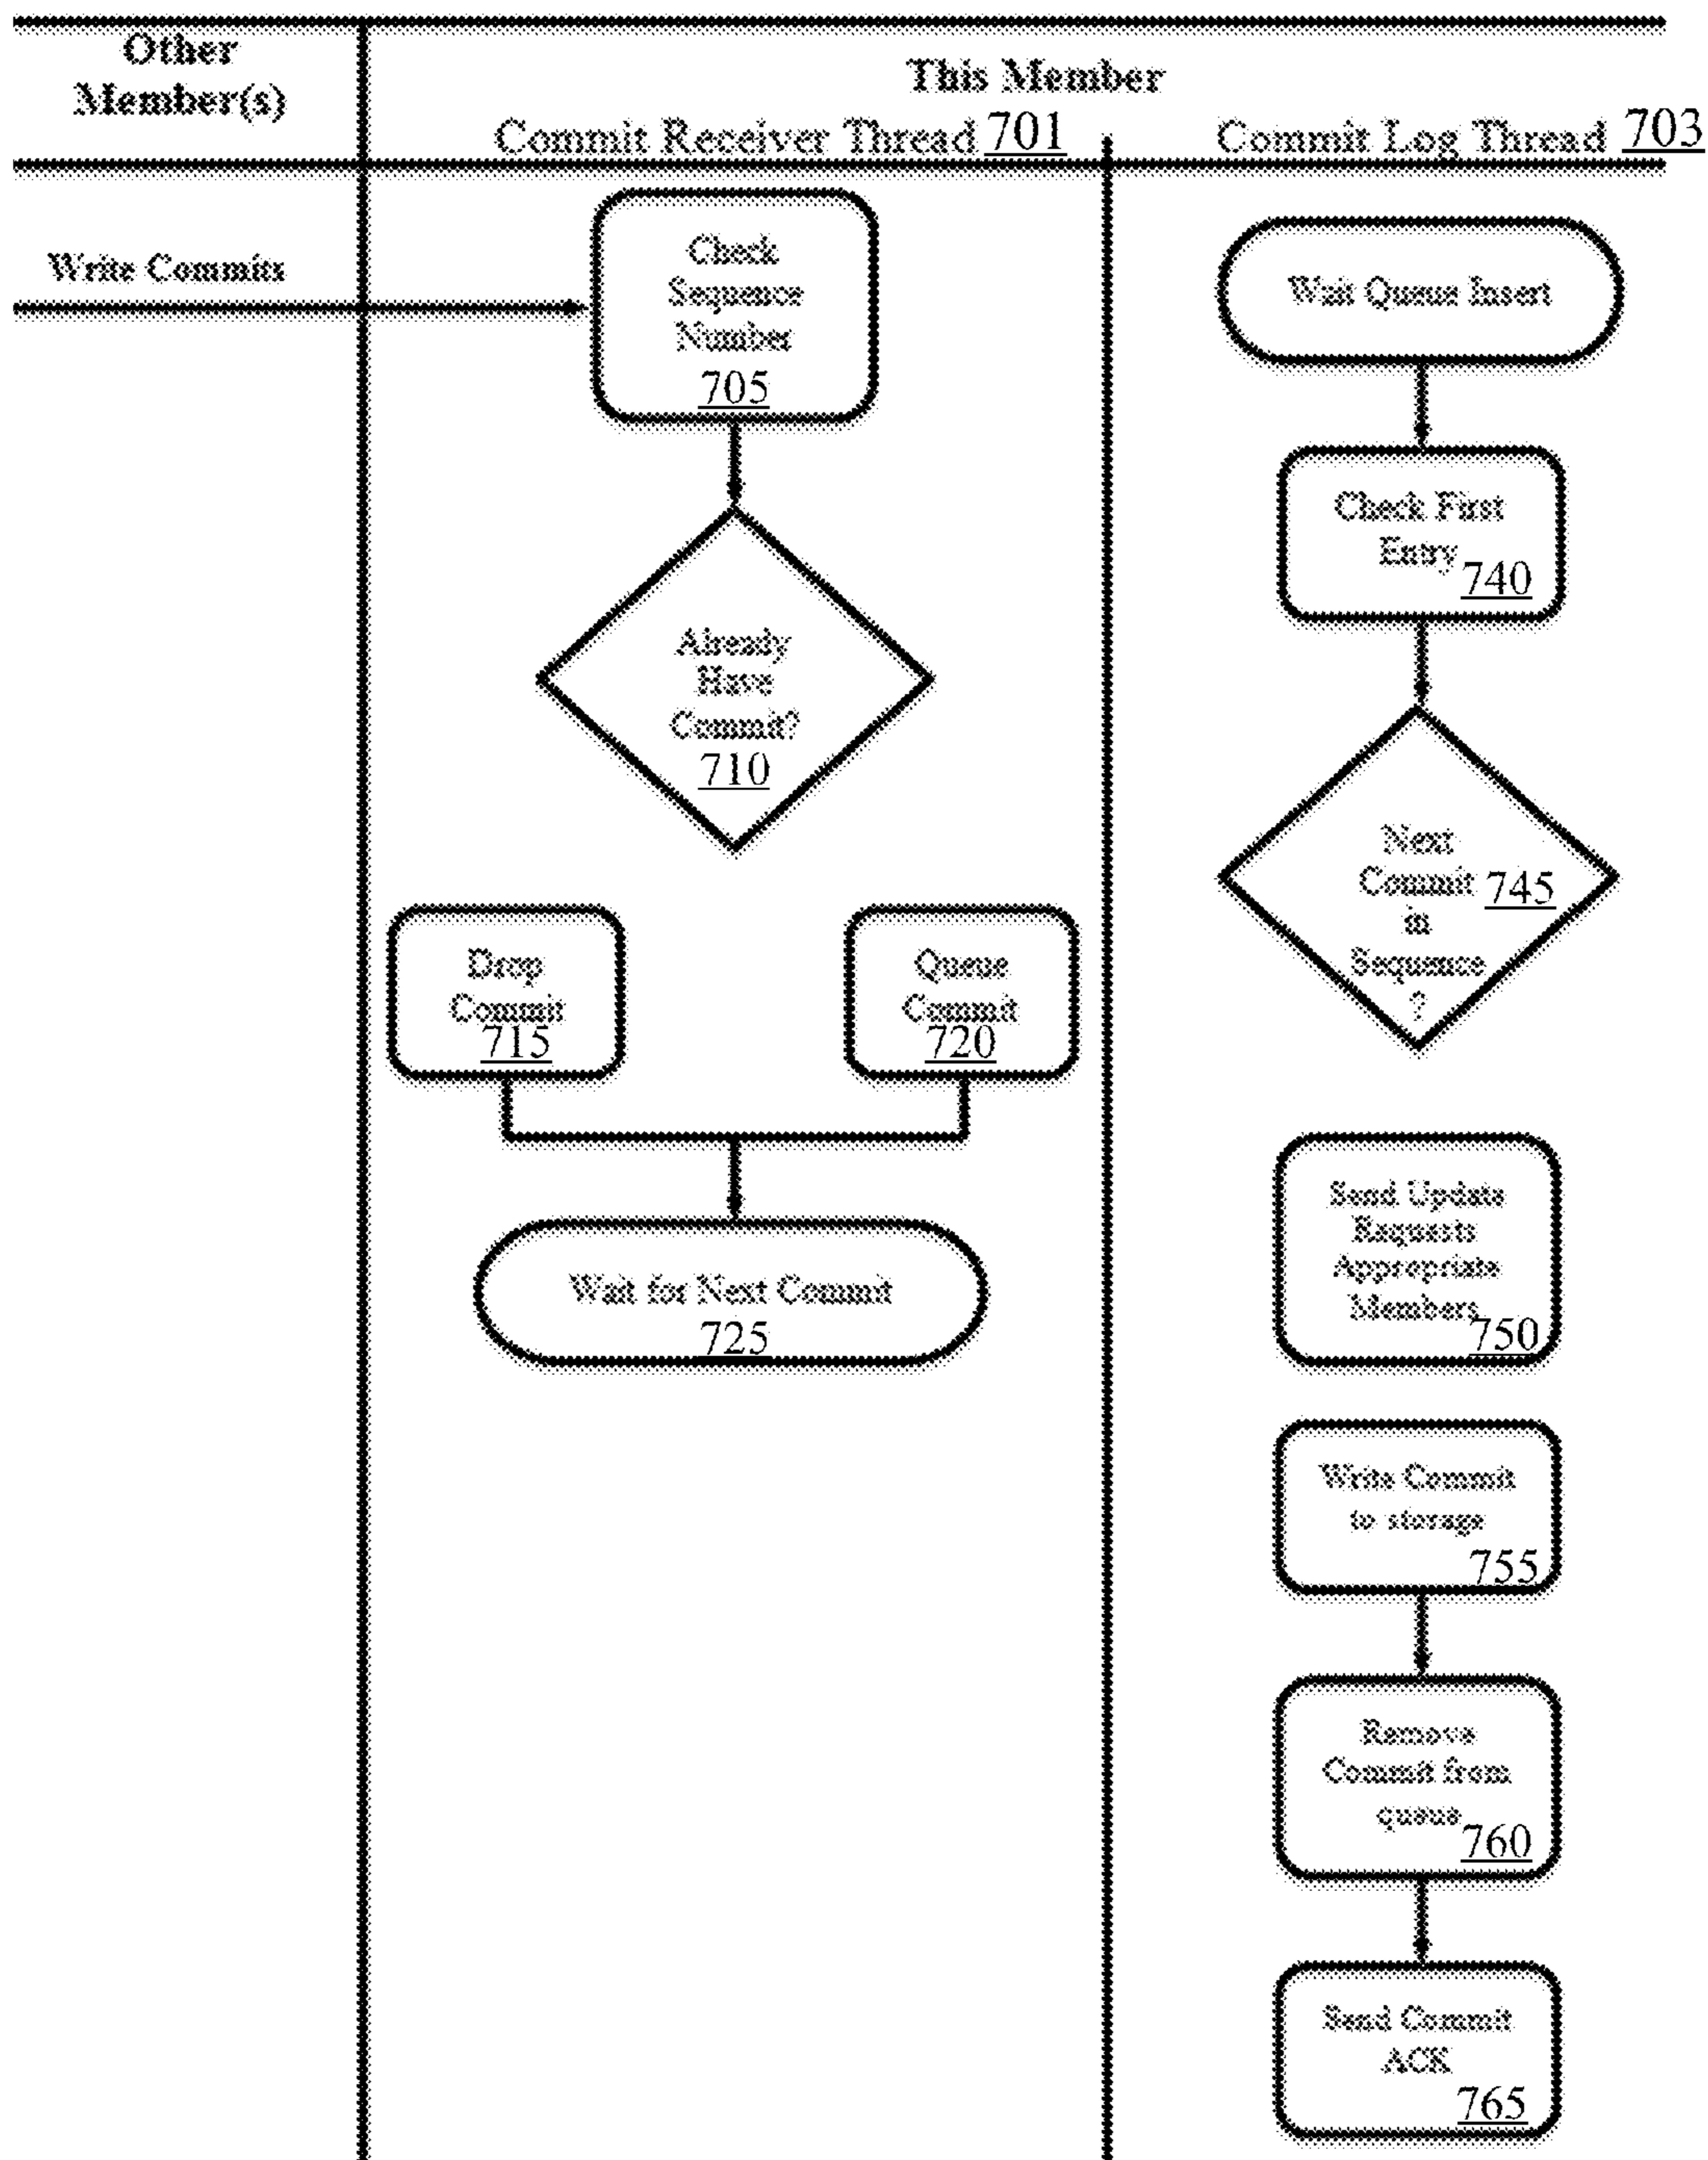 Other
Member(s)
This Member
Commit Receiver Thread 701
Commit Log Thread 703
Write Commits
Check
Sequence
Number
705
Already
Have
Commit?
710
Drop
Commit
715
Queue
Commit
720
Wait for Next Commit
725
Wait Queue Insert
Check First
Entry 740
Next
Commit 745
in
Sequence
?
Send Update
Requests
Appropriate
Members
750
Write Commit
to storage
755
Remove
Commit from
queue
760
Send Commit
ACK
765